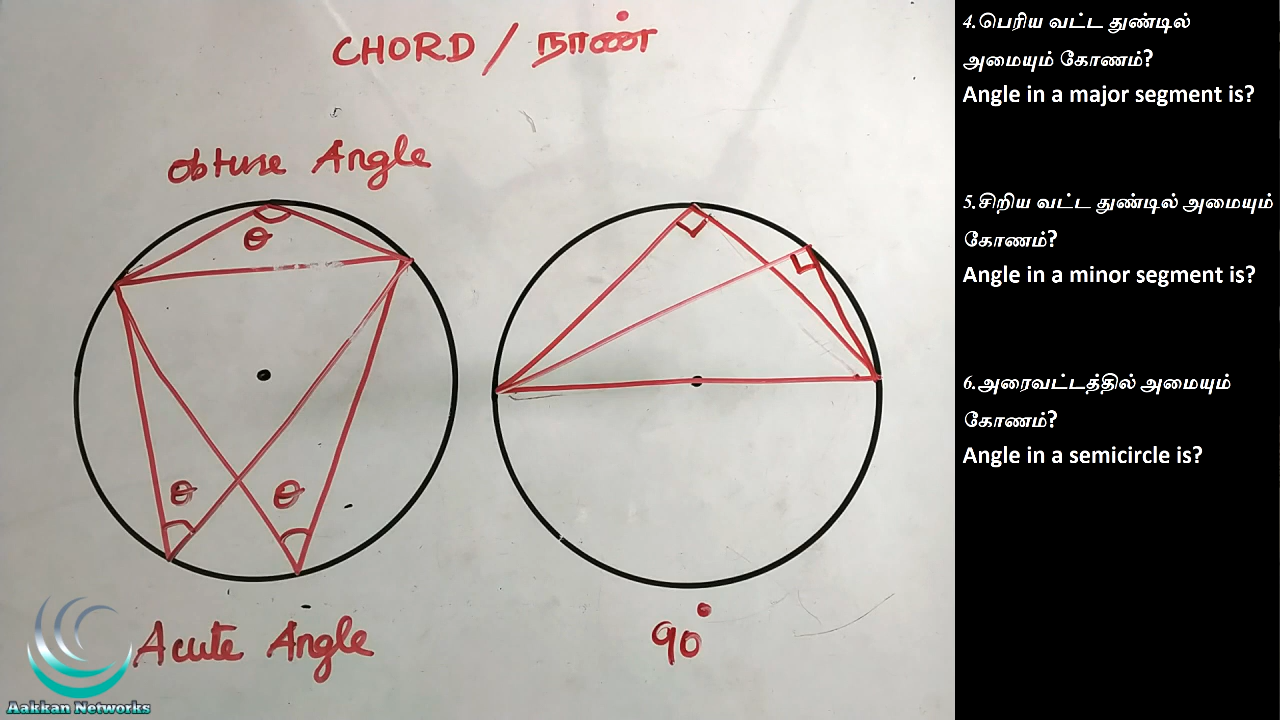 CHORD / நாண்
obtuse Angle
θ
θ
θ
Acute Angle
90°
Aakkan Networks
4.பெரிய வட்ட துண்டில்
அமையும் கோணம்?
Angle in a major segment is?
5.சிறிய வட்ட துண்டில் அமையும்
கோணம்?
Angle in a minor segment is?
6.அரைவட்டத்தில் அமையும்
கோணம்?
Angle in a semicircle is?